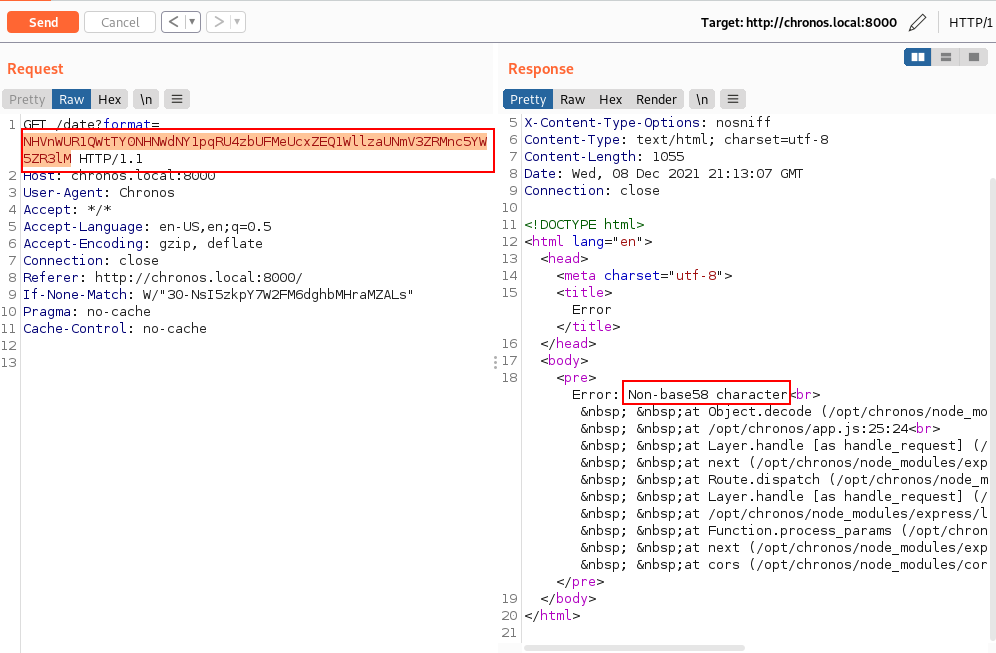 Send Cancel < ▼ > ▼ Target: http://chronos.local:8000 HTTP/1
Request
Pretty Raw Hex \n ≡
1 GET /date?format=
NHVnWUR1QWtTYONHNWdNY1pqRU4zbUFMeUcxZEQ1WllzaUNmV3ZRMnc5YW
5ZR3lM HTTP/1.1
2 Host: chronos.local:8000
3 User-Agent: Chronos
4 Accept: */*
5 Accept-Language: en-US,en;q=0.5
6 Accept-Encoding: gzip, deflate
7 Connection: close
8 Referer: http://chronos.local:8000/
9 If-None-Match: W/"30-NsI5zkpY7W2FM6dghbMHraMZALs"
10 Pragma: no-cache
11 Cache-Control: no-cache
12
13
Response
Pretty Raw Hex Render \n ≡
5 X-Content-Type-Options: nosniff
6 Content-Type: text/html; charset=utf-8
7 Content-Length: 1055
8 Date: Wed, 08 Dec 2021 21:13:07 GMT
9 Connection: close
10
11 <!DOCTYPE html>
12 <html lang="en">
13 <head>
14 <meta charset="utf-8">
15 <title>
Error
</title>
16 </head>
17 <body>
18 <pre>
Error: Non-base58 character<br>
&nbsp; &nbsp;at Object.decode (/opt/chronos/node_mo
&nbsp; &nbsp;at /opt/chronos/app.js:25:24<br>
&nbsp; &nbsp;at Layer.handle [as handle_request] (/
&nbsp; &nbsp;at next (/opt/chronos/node_modules/exp
&nbsp; &nbsp;at Route.dispatch (/opt/chronos/node_m
&nbsp; &nbsp;at Layer.handle [as handle_request] (/
&nbsp; &nbsp;at /opt/chronos/node_modules/express/l
&nbsp; &nbsp;at Function.process_params (/opt/chron
&nbsp; &nbsp;at next (/opt/chronos/node_modules/exp
&nbsp; &nbsp;at cors (/opt/chronos/node_modules/cor
</pre>
19 </body>
20 </html>
21